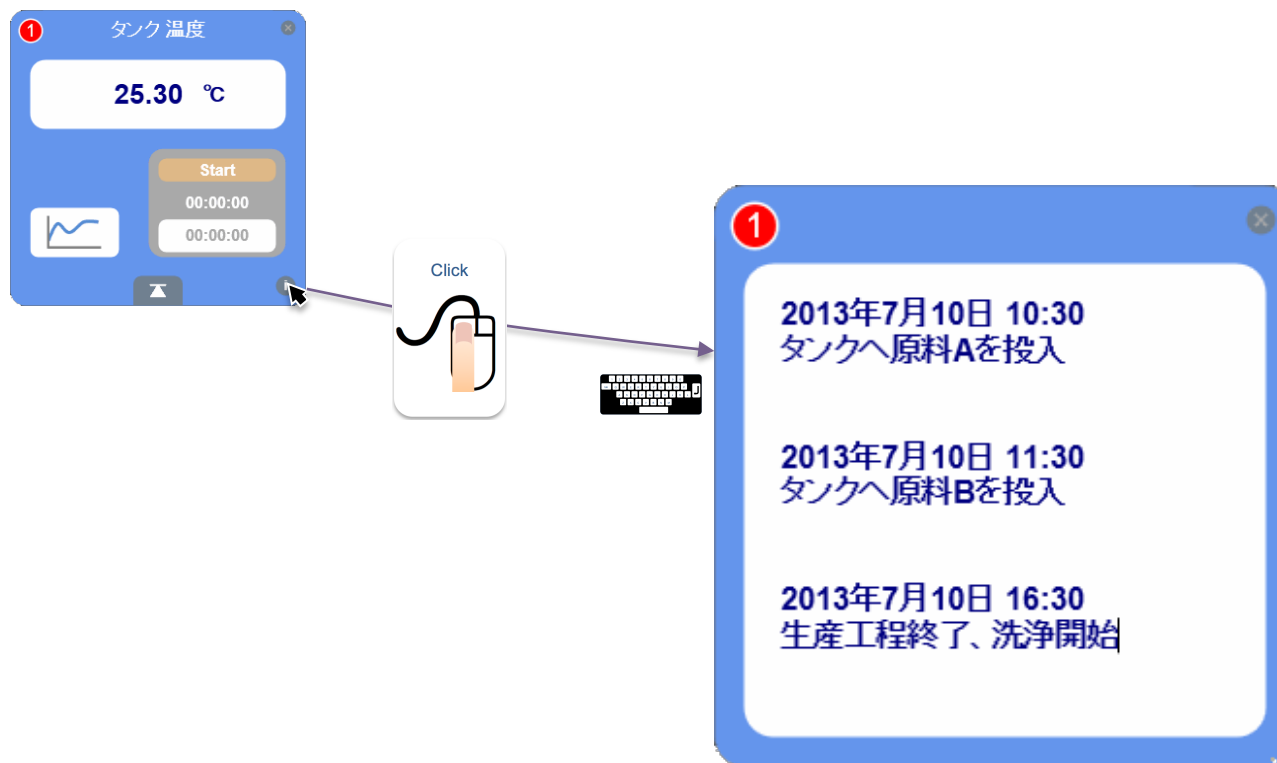 1
タンク 温度
25.30 ℃
Start
00:00:00
00:00:00
Click
1
2013年7月10日 10:30
タンクへ原料Aを投入
2013年7月10日 11:30
タンクへ原料Bを投入
2013年7月10日 16:30
生産工程終了、洗浄開始